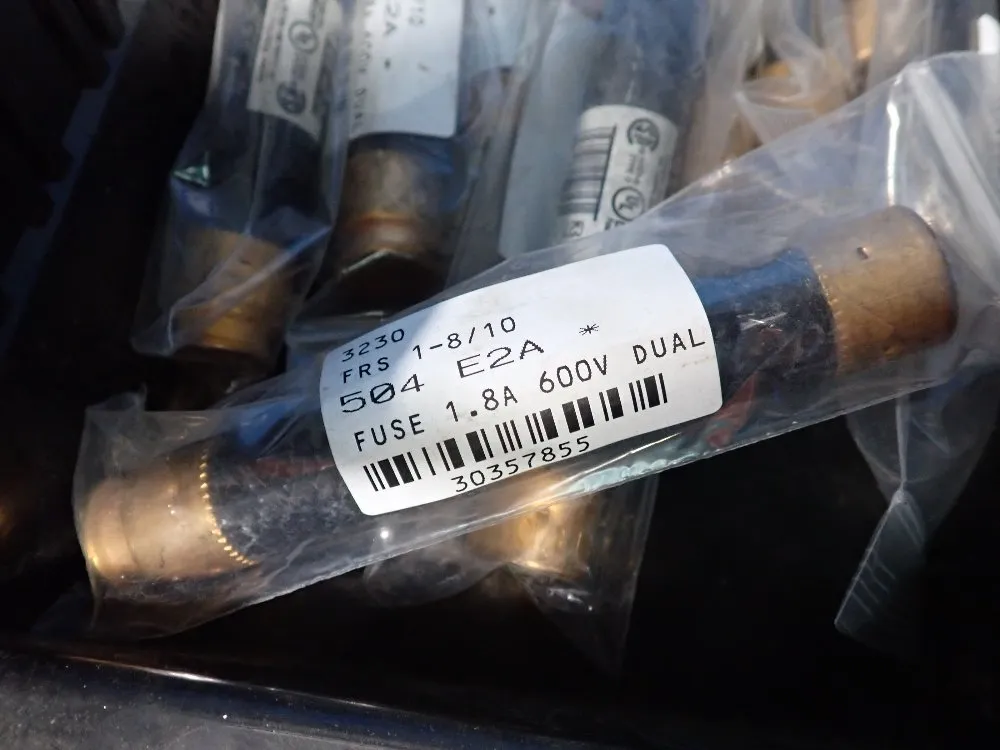 3230
FRS 1-8/10
504 E2A *
FUSE 1.8A 600V DUAL
30357855